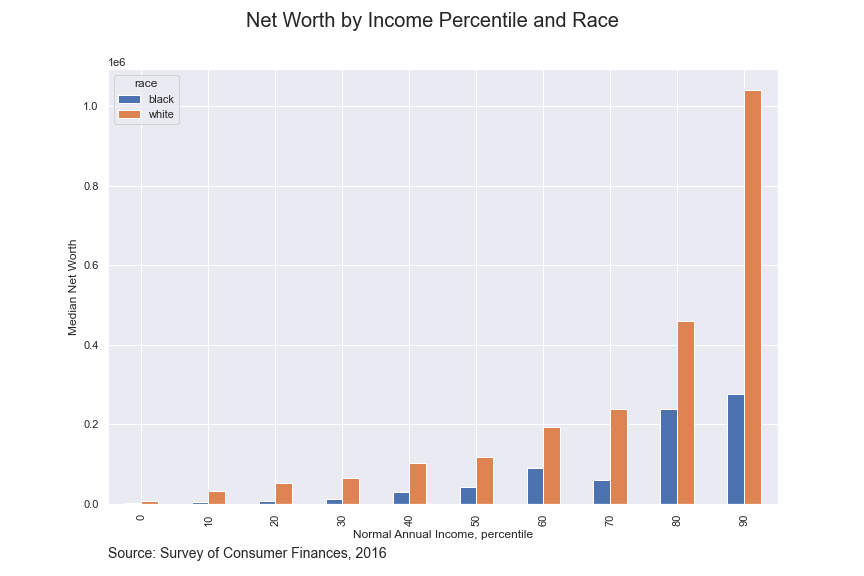 Net Worth by Income Percentile and Race
1e6
race
black
white
1.0
0.8
0.6
0.4
0.2
0.0
Median Net Worth
0 10 20 30 40 50 60 70 80 90
Normal Annual Income, percentile
Source: Survey of Consumer Finances, 2016